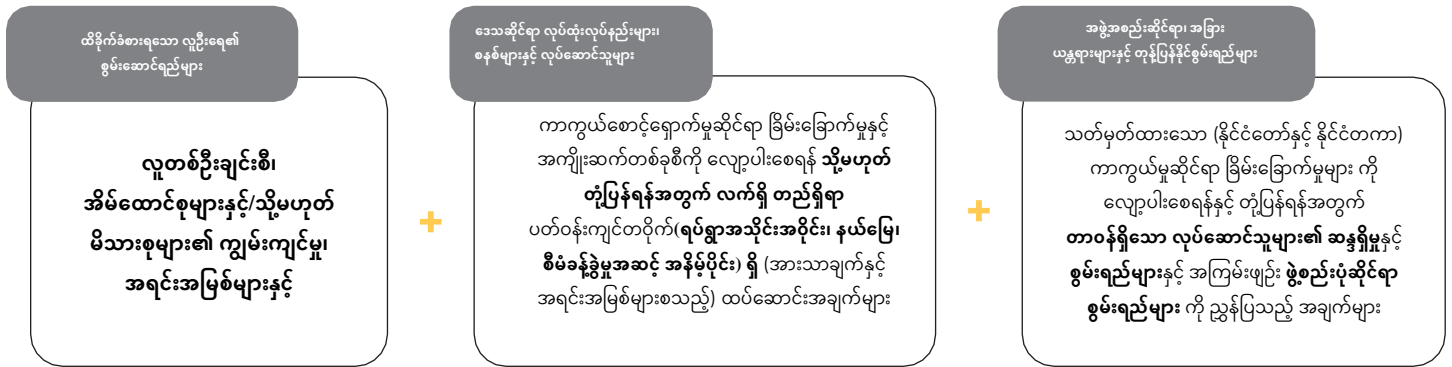 ထိခိုက်ခံစားရသော လူဦးရေ၏
စွမ်းဆောင်ရည်များ
လူတစ်ဦးချင်းစီ၊
အိမ်ထောင်စုများနှင့်/သို့မဟုတ်
မိသားစုများ၏ ကျွမ်းကျင်မှု၊
အရင်းအမြစ်များနှင့်
+
ဒေသဆိုင်ရာ လုပ်ထုံးလုပ်နည်းများ၊
စနစ်များနှင့် လုပ်ဆောင်သူများ
ကာကွယ်စောင့်ရှောက်မှုဆိုင်ရာ ခြိမ်းခြောက်မှုနှင့်
အကျိုးဆက်တစ်ခုစီကို လျော့ပါးစေရန် သို့မဟုတ်
တုံ့ပြန်ရန်အတွက် လက်ရှိ တည်ရှိရာ
ပတ်ဝန်းကျင်တဝိုက်(ရပ်ရွာအသိုင်းအဝိုင်း၊ နယ်မြေ၊
စီမံခန့်ခွဲမှုအဆင့် အနိမ့်ပိုင်း) ရှိ (အားသာချက်နှင့်
အရင်းအမြစ်များစသည့်) ထပ်ဆောင်းအချက်များ
+
အဖွဲ့အစည်းဆိုင်ရာ၊ အခြား
ယန္တရားများနှင့် တုန့်ပြန်နိုင်စွမ်းရည်များ
သတ်မှတ်ထားသော (နိုင်ငံတော်နှင့် နိုင်ငံတကာ)
ကာကွယ်မှုဆိုင်ရာ ခြိမ်းခြောက်မှုများ ကို
လျော့ပါးစေရန်နှင့် တုံ့ပြန်ရန်အတွက်
တာဝန်ရှိသော လုပ်ဆောင်သူများ၏ ဆန္ဒရှိမှုနှင့်
စွမ်းရည်များနှင့် အကြမ်းဖျဉ်း ဖွဲ့စည်းပုံဆိုင်ရာ
စွမ်းရည်များ ကို ညွှန်ပြသည့် အချက်များ